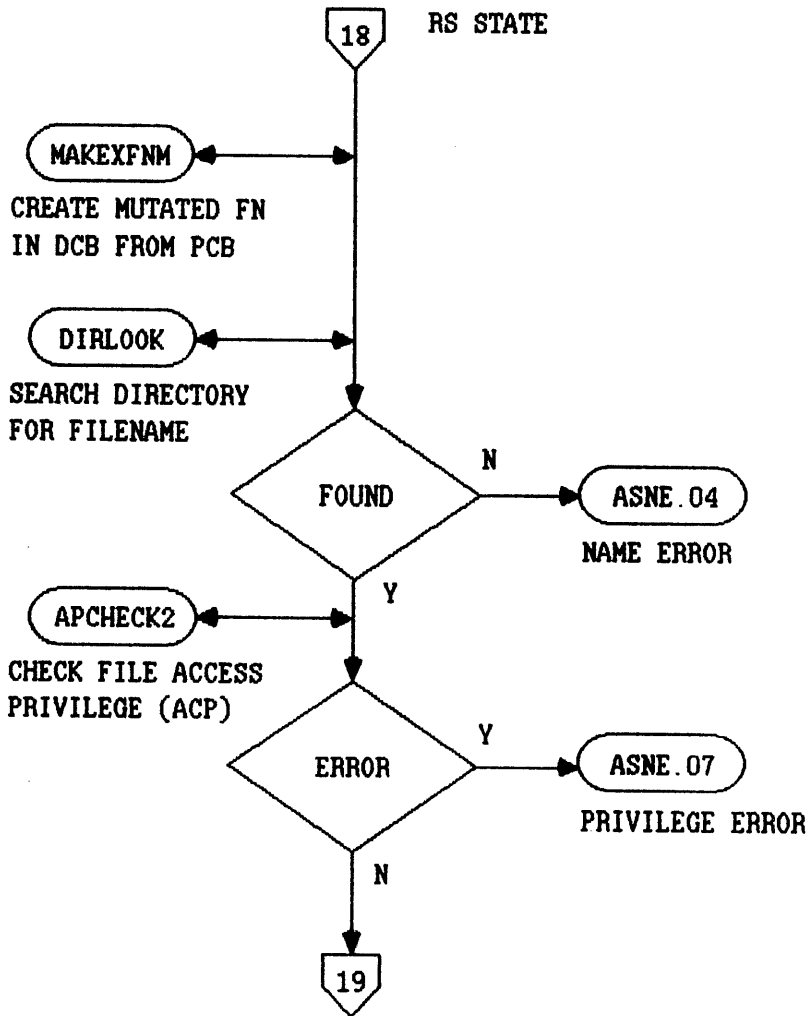 18
RS STATE
MAKEXFNM
CREATE MUTATED FN
IN DCB FROM PCB
DIRLOOK
SEARCH DIRECTORY
FOR FILENAME
FOUND
N
ASNE.04
NAME ERROR
Y
APCHECK2
CHECK FILE ACCESS
PRIVILEGE (ACP)
ERROR
Y
ASNE.07
PRIVILEGE ERROR
N
19